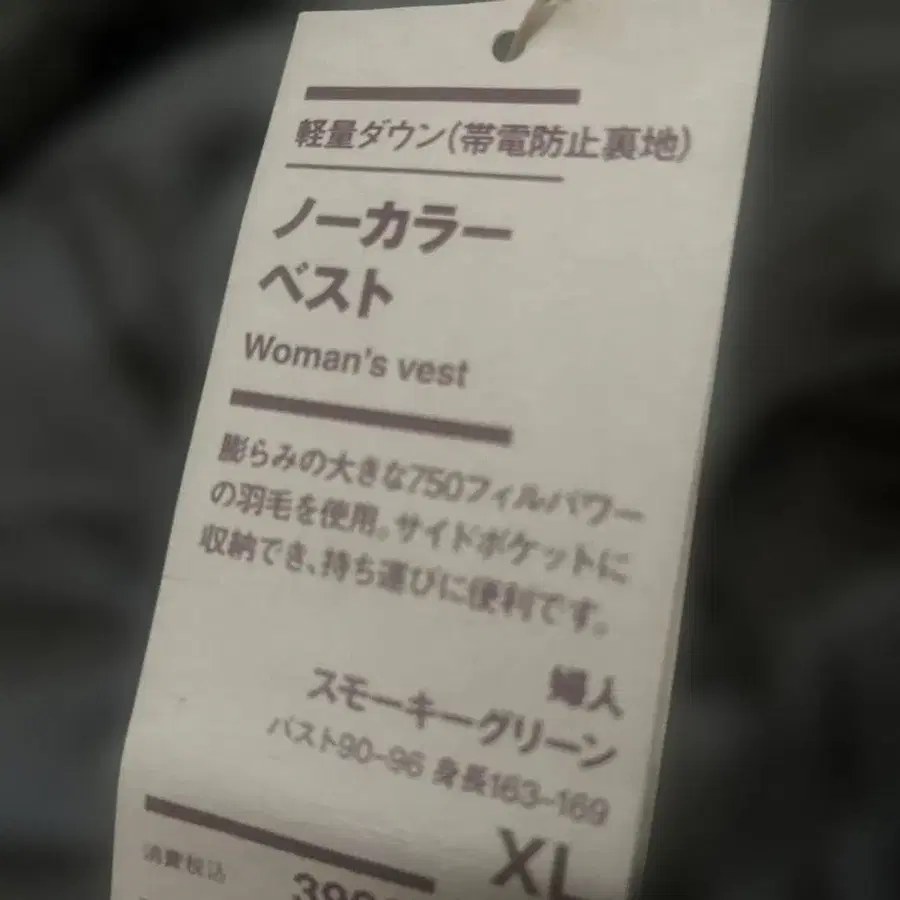 軽量ダウン(帯電防止裏地)
ノーカラー
ベスト
Woman's vest
膨らみの大きな750フィルパワー
の羽毛を使用。サイドポケットに
収納でき、持ち運びに便利です。
婦人
スモーキーグリーン
バスト90-96 身長163-169
XL
消費税込